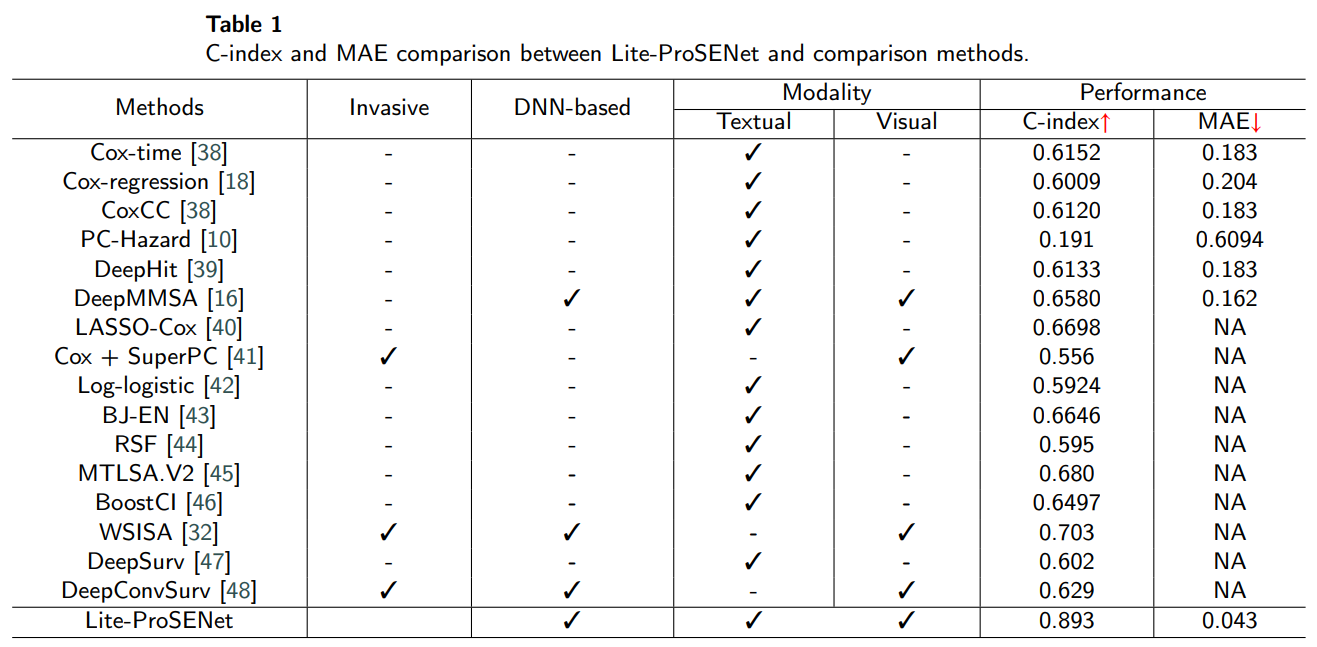 Table 1
C-index and MAE comparison between Lite-ProSENet and comparison methods.
Methods Invasive DNN-based Modality Performance
Textual Visual C-index↑ MAE↓
Cox-time [38] - - ✓ - 0.6152 0.183
Cox-regression [18] - - ✓ - 0.6009 0.204
CoxCC [38] - - ✓ - 0.6120 0.183
PC-Hazard [10] - - ✓ - 0.191 0.6094
DeepHit [39] - - ✓ - 0.6133 0.183
DeepMMSA [16] - ✓ ✓ ✓ 0.6580 0.162
LASSO-Cox [40] - - ✓ - 0.6698 NA
Cox + SuperPC [41] ✓ - - ✓ 0.556 NA
Log-logistic [42] - - ✓ - 0.5924 NA
BJ-EN [43] - - ✓ - 0.6646 NA
RSF [44] - - ✓ - 0.595 NA
MTLSA.V2 [45] - - ✓ - 0.680 NA
BoostCI [46] - - ✓ - 0.6497 NA
WSISA [32] ✓ ✓ - ✓ 0.703 NA
DeepSurv [47] - - ✓ - 0.602 NA
DeepConvSurv [48] ✓ ✓ - ✓ 0.629 NA
Lite-ProSENet ✓ ✓ ✓ 0.893 0.043